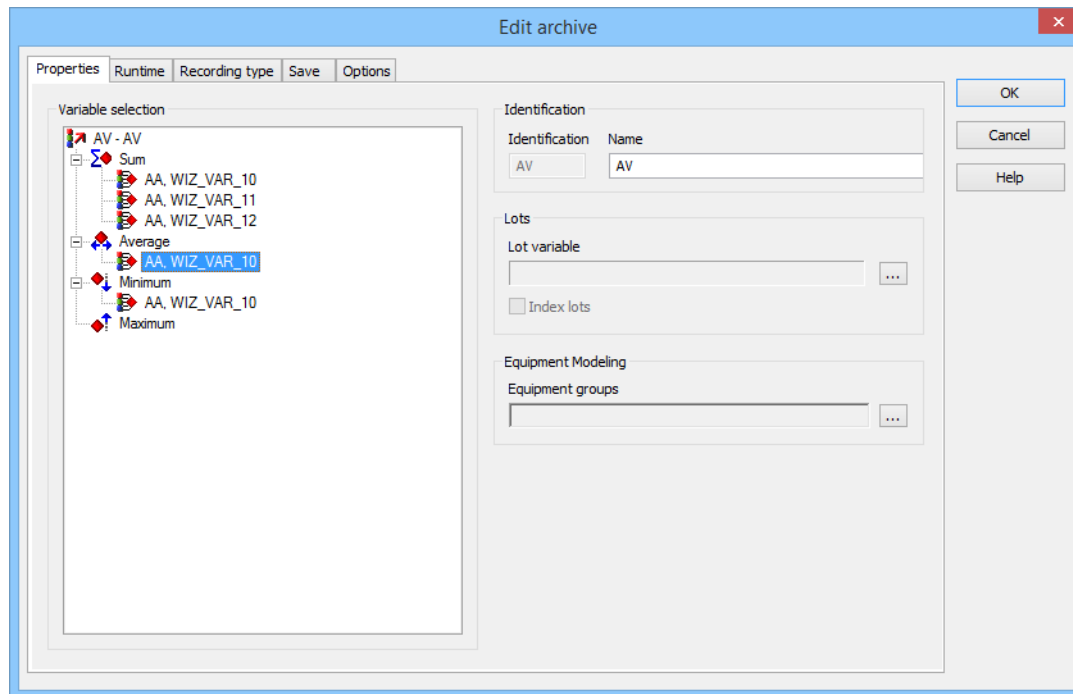 Edit archive
Properties Runtime Recording type Save Options
Variable selection
AV - AV
Sum
AA, WIZ_VAR_10
AA, WIZ_VAR_11
AA, WIZ_VAR_12
Average
AA, WIZ_VAR_10
Minimum
AA, WIZ_VAR_10
Maximum
Identification
Identification Name
AV AV
Lots
Lot variable
...
Index lots
Equipment Modeling
Equipment groups
...
OK
Cancel
Help